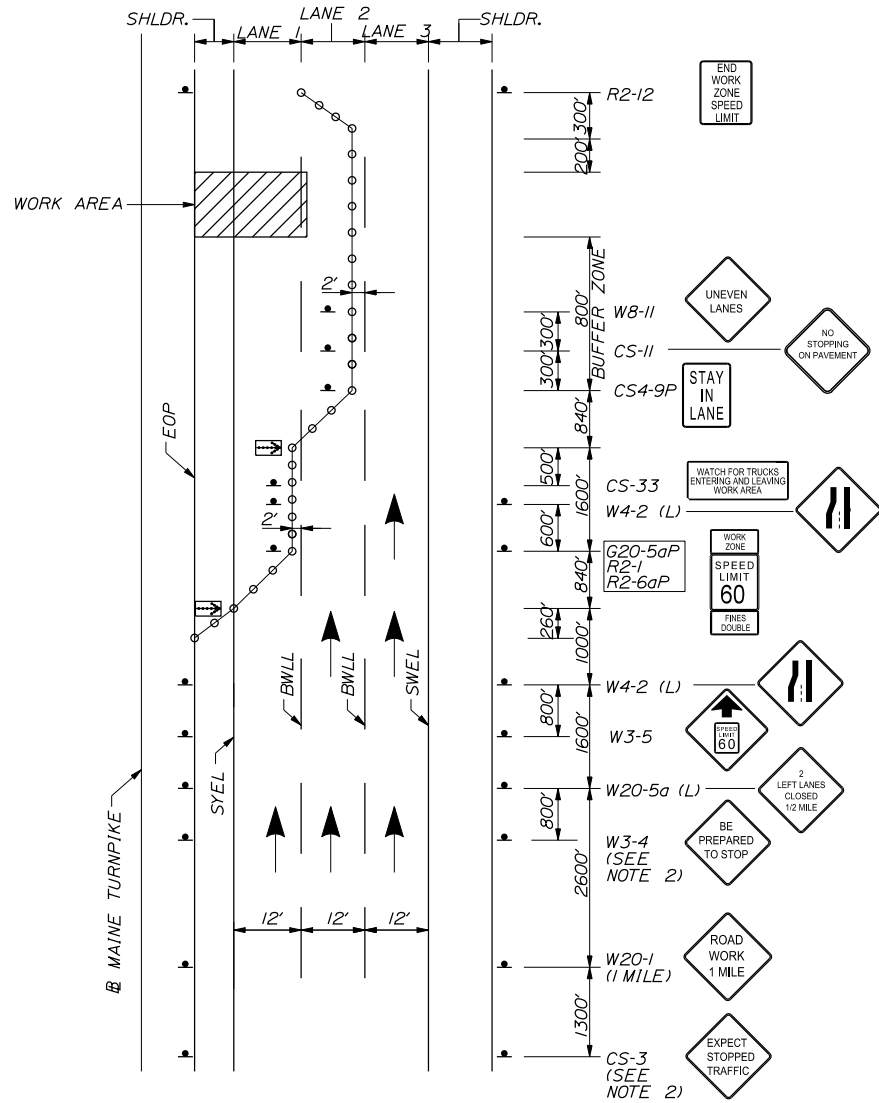 SHLDR.
LANE 1
LANE 2
LANE 3
SHLDR.
R2-12
END
WORK
ZONE
SPEED
LIMIT
300'
200'
WORK AREA
BUFFER ZONE
800'
2'
W8-11
UNEVEN
LANES
300'
CS-11
NO
STOPPING
ON PAVEMENT
300'
CS4-9P
STAY
IN
LANE
840'
EOP
500'
1600'
CS-33
WATCH FOR TRUCKS
ENTERING AND LEAVING
WORK AREA
W4-2 (L)
600'
2'
G20-5aP
R2-1
R2-6aP
WORK
ZONE
SPEED
LIMIT
60
FINES
DOUBLE
840'
260'
1000'
BWLL
BWLL
SWEL
SYEL
W4-2 (L)
800'
1600'
W3-5
SPEED
LIMIT
60
W20-5a (L)
2
LEFT LANES
CLOSED
1/2 MILE
800'
2600'
W3-4
(SEE
NOTE 2)
BE
PREPARED
TO STOP
BL MAINE TURNPIKE
12'
12'
12'
W20-1
(1 MILE)
ROAD
WORK
1 MILE
1300'
CS-3
(SEE
NOTE 2)
EXPECT
STOPPED
TRAFFIC